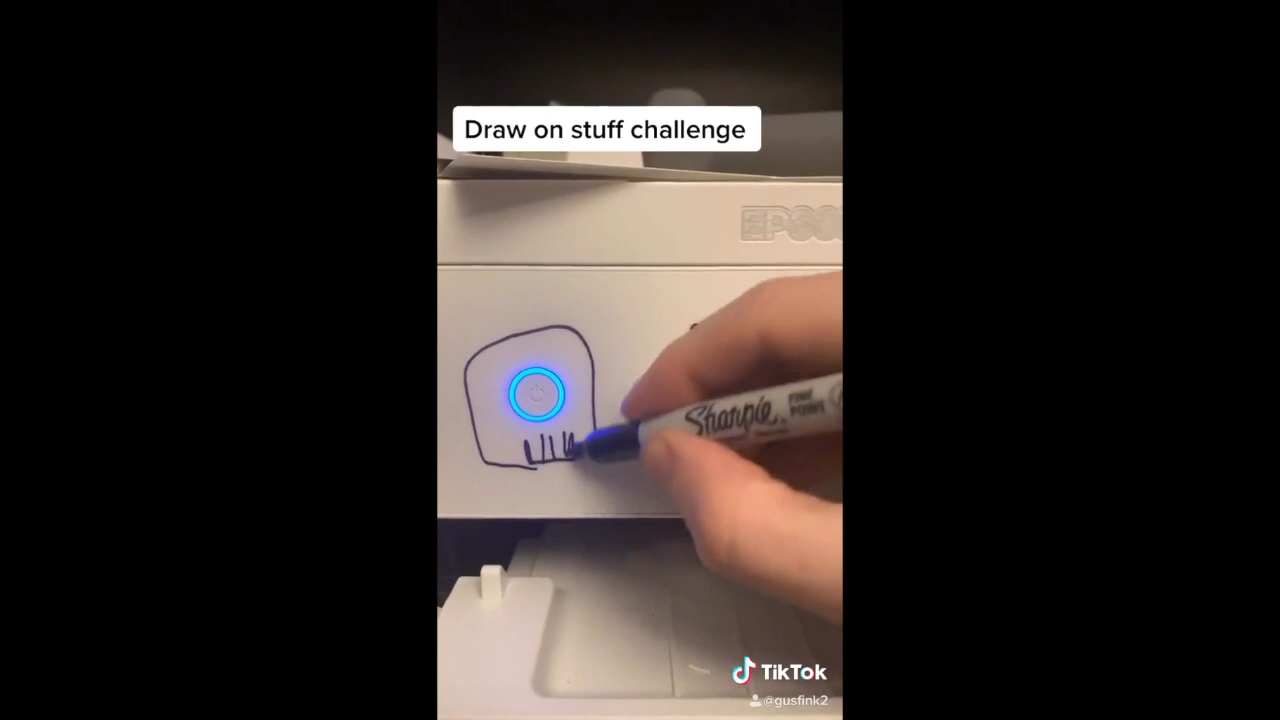 Draw on stuff challenge
EPSO
Sharpie
FINE
POINT
TikTok
@gusfink2